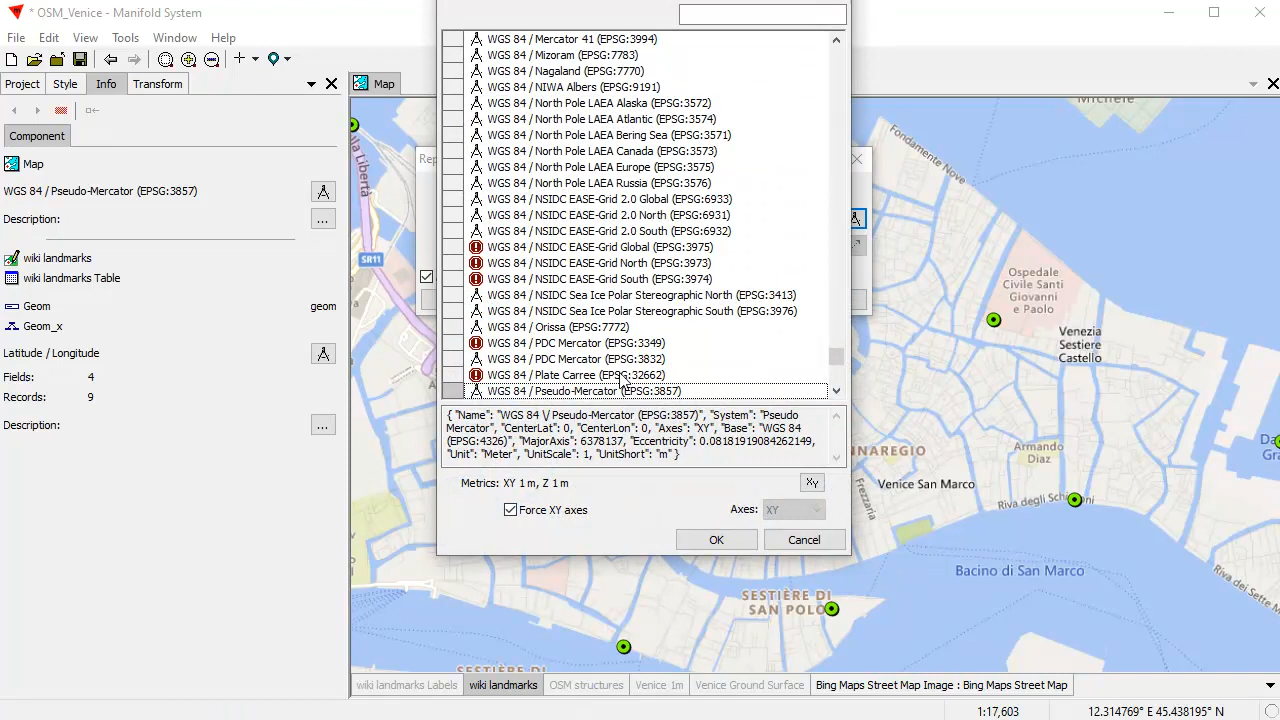 * OSM_Venice - Manifold System
File Edit View Tools Window Help
Project Style Info Transform
Component
Map
WGS 84 / Pseudo-Mercator (EPSG:3857)
...
Description:
...
wiki landmarks
wiki landmarks Table
Geom geom
Geom_x
Latitude / Longitude
Fields: 4
Records: 9
Description:
...
Map
Rep
WGS 84 / Mercator 41 (EPSG:3994)
WGS 84 / Mizoram (EPSG:7783)
WGS 84 / Nagaland (EPSG:7770)
WGS 84 / NIWA Albers (EPSG:9191)
WGS 84 / North Pole LAEA Alaska (EPSG:3572)
WGS 84 / North Pole LAEA Atlantic (EPSG:3574)
WGS 84 / North Pole LAEA Bering Sea (EPSG:3571)
WGS 84 / North Pole LAEA Canada (EPSG:3573)
WGS 84 / North Pole LAEA Europe (EPSG:3575)
WGS 84 / North Pole LAEA Russia (EPSG:3576)
WGS 84 / NSIDC EASE-Grid 2.0 Global (EPSG:6933)
WGS 84 / NSIDC EASE-Grid 2.0 North (EPSG:6931)
WGS 84 / NSIDC EASE-Grid 2.0 South (EPSG:6932)
WGS 84 / NSIDC EASE-Grid Global (EPSG:3975)
WGS 84 / NSIDC EASE-Grid North (EPSG:3973)
WGS 84 / NSIDC EASE-Grid South (EPSG:3974)
WGS 84 / NSIDC Sea Ice Polar Stereographic North (EPSG:3413)
WGS 84 / NSIDC Sea Ice Polar Stereographic South (EPSG:3976)
WGS 84 / Orissa (EPSG:7772)
WGS 84 / PDC Mercator (EPSG:3349)
WGS 84 / PDC Mercator (EPSG:3832)
WGS 84 / Plate Carree (EPSG:32662)
WGS 84 / Pseudo-Mercator (EPSG:3857)
{ "Name": "WGS 84 \/ Pseudo-Mercator (EPSG:3857)", "System": "Pseudo
Mercator", "CenterLat": 0, "CenterLon": 0, "Axes": "XY", "Base": "WGS 84
(EPSG:4326)", "MajorAxis": 6378137, "Eccentricity": 0.08181919084262149,
"Unit": "Meter", "UnitScale": 1, "UnitShort": "m" }
Metrics: XY 1 m, Z 1 m
XY
Force XY axes
Axes: XY
OK Cancel
Libertà
SR11
Fondamente Nove
Ospedale
Civile Santi
Giovanni
e Paolo
Venezia
Sestiere
Castello
Armando
Diaz
NNAREGIO
Venice San Marco
Frezzaria
Riva degli
Bacino di San Marco
Riva dei Sette M
SESTIÈRE DI
SAN POLO
SESTIÈRE DI
wiki landmarks Labels wiki landmarks OSM structures Venice 1m Venice Ground Surface Bing Maps Street Map Image : Bing Maps Street Map
1:17,603 12.314769° E 45.438195° N